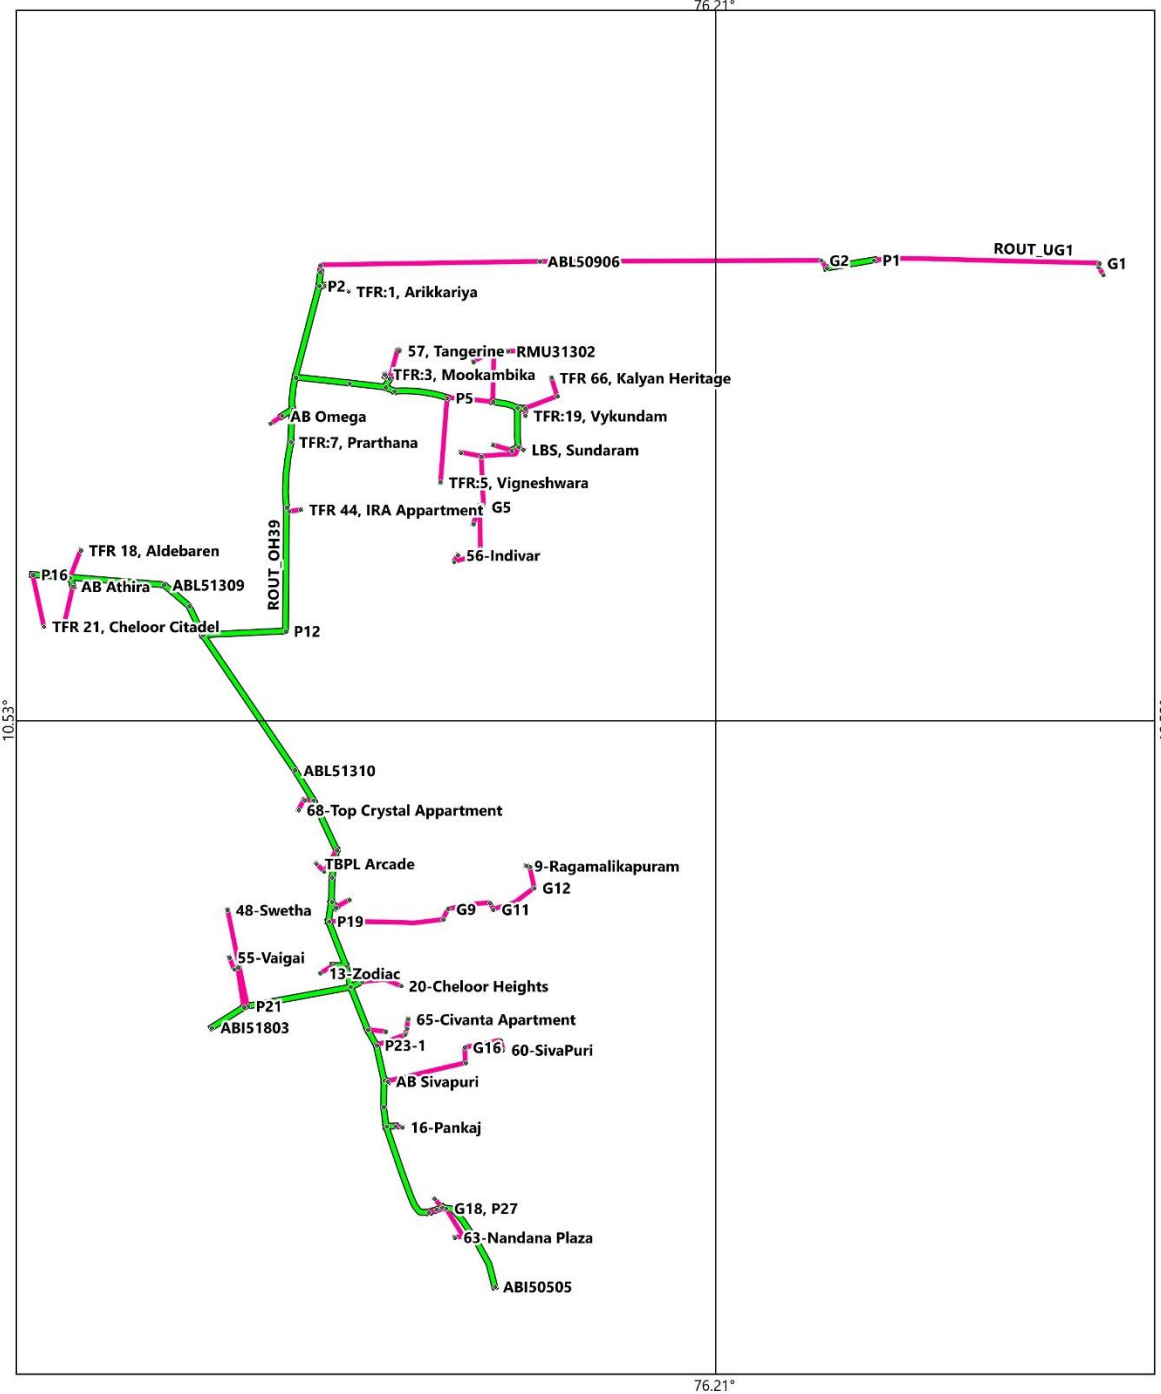 76.21°
ROUT_UG1
ABL50906
G2
P1
G1
P2
TFR:1, Arikkariya
57, Tangerine
RMU31302
TFR:3, Mookambika
TFR 66, Kalyan Heritage
P5
AB Omega
TFR:19, Vykundam
TFR:7, Prarthana
LBS, Sundaram
TFR:5, Vigneshwara
TFR 44, IRA Appartment
G5
ROUT_OH39
TFR 18, Aldebaren
56-Indivar
P16
AB Athira
ABL51309
TFR 21, Cheloor Citadel
P12
10.53°
ABL51310
68-Top Crystal Appartment
TBPL Arcade
9-Ragamalikapuram
G12
48-Swetha
G9
G11
P19
55-Vaigai
13-Zodiac
20-Cheloor Heights
P21
ABI51803
65-Civanta Apartment
P23-1
G16
60-SivaPuri
AB Sivapuri
16-Pankaj
G18, P27
63-Nandana Plaza
ABI50505
76.21°